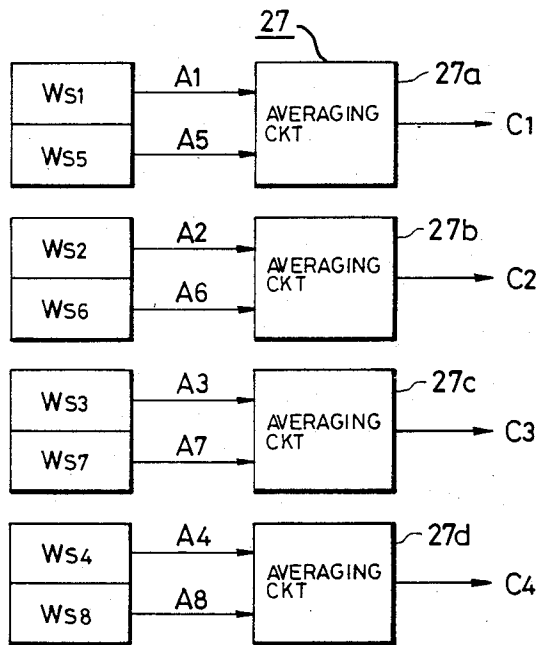 27
WS1 A1 AVERAGING CKT 27a C1
WS5 A5
WS2 A2 AVERAGING CKT 27b C2
WS6 A6
WS3 A3 AVERAGING CKT 27c C3
WS7 A7
WS4 A4 AVERAGING CKT 27d C4
WS8 A8